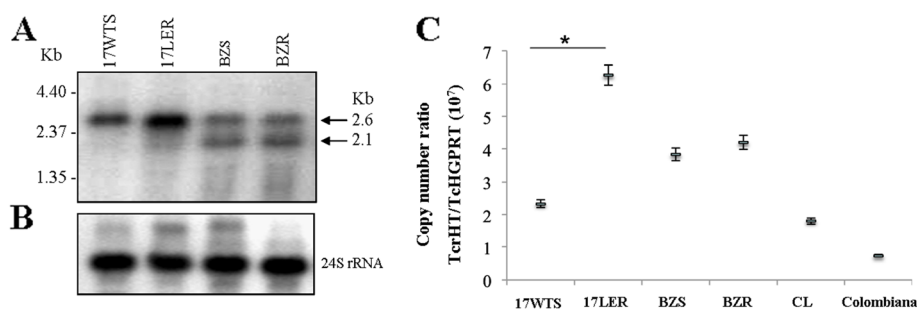 A
17WTS
17LER
BZS
BZR
Kb
4.40 -
2.37 -
1.35 -
Kb
2.6
2.1
B
24S rRNA
C
*
Copy number ratio
TcrHT/TcHGPRT (10⁷)
7
6
5
4
3
2
1
0
17WTS
17LER
BZS
BZR
CL
Colombiana